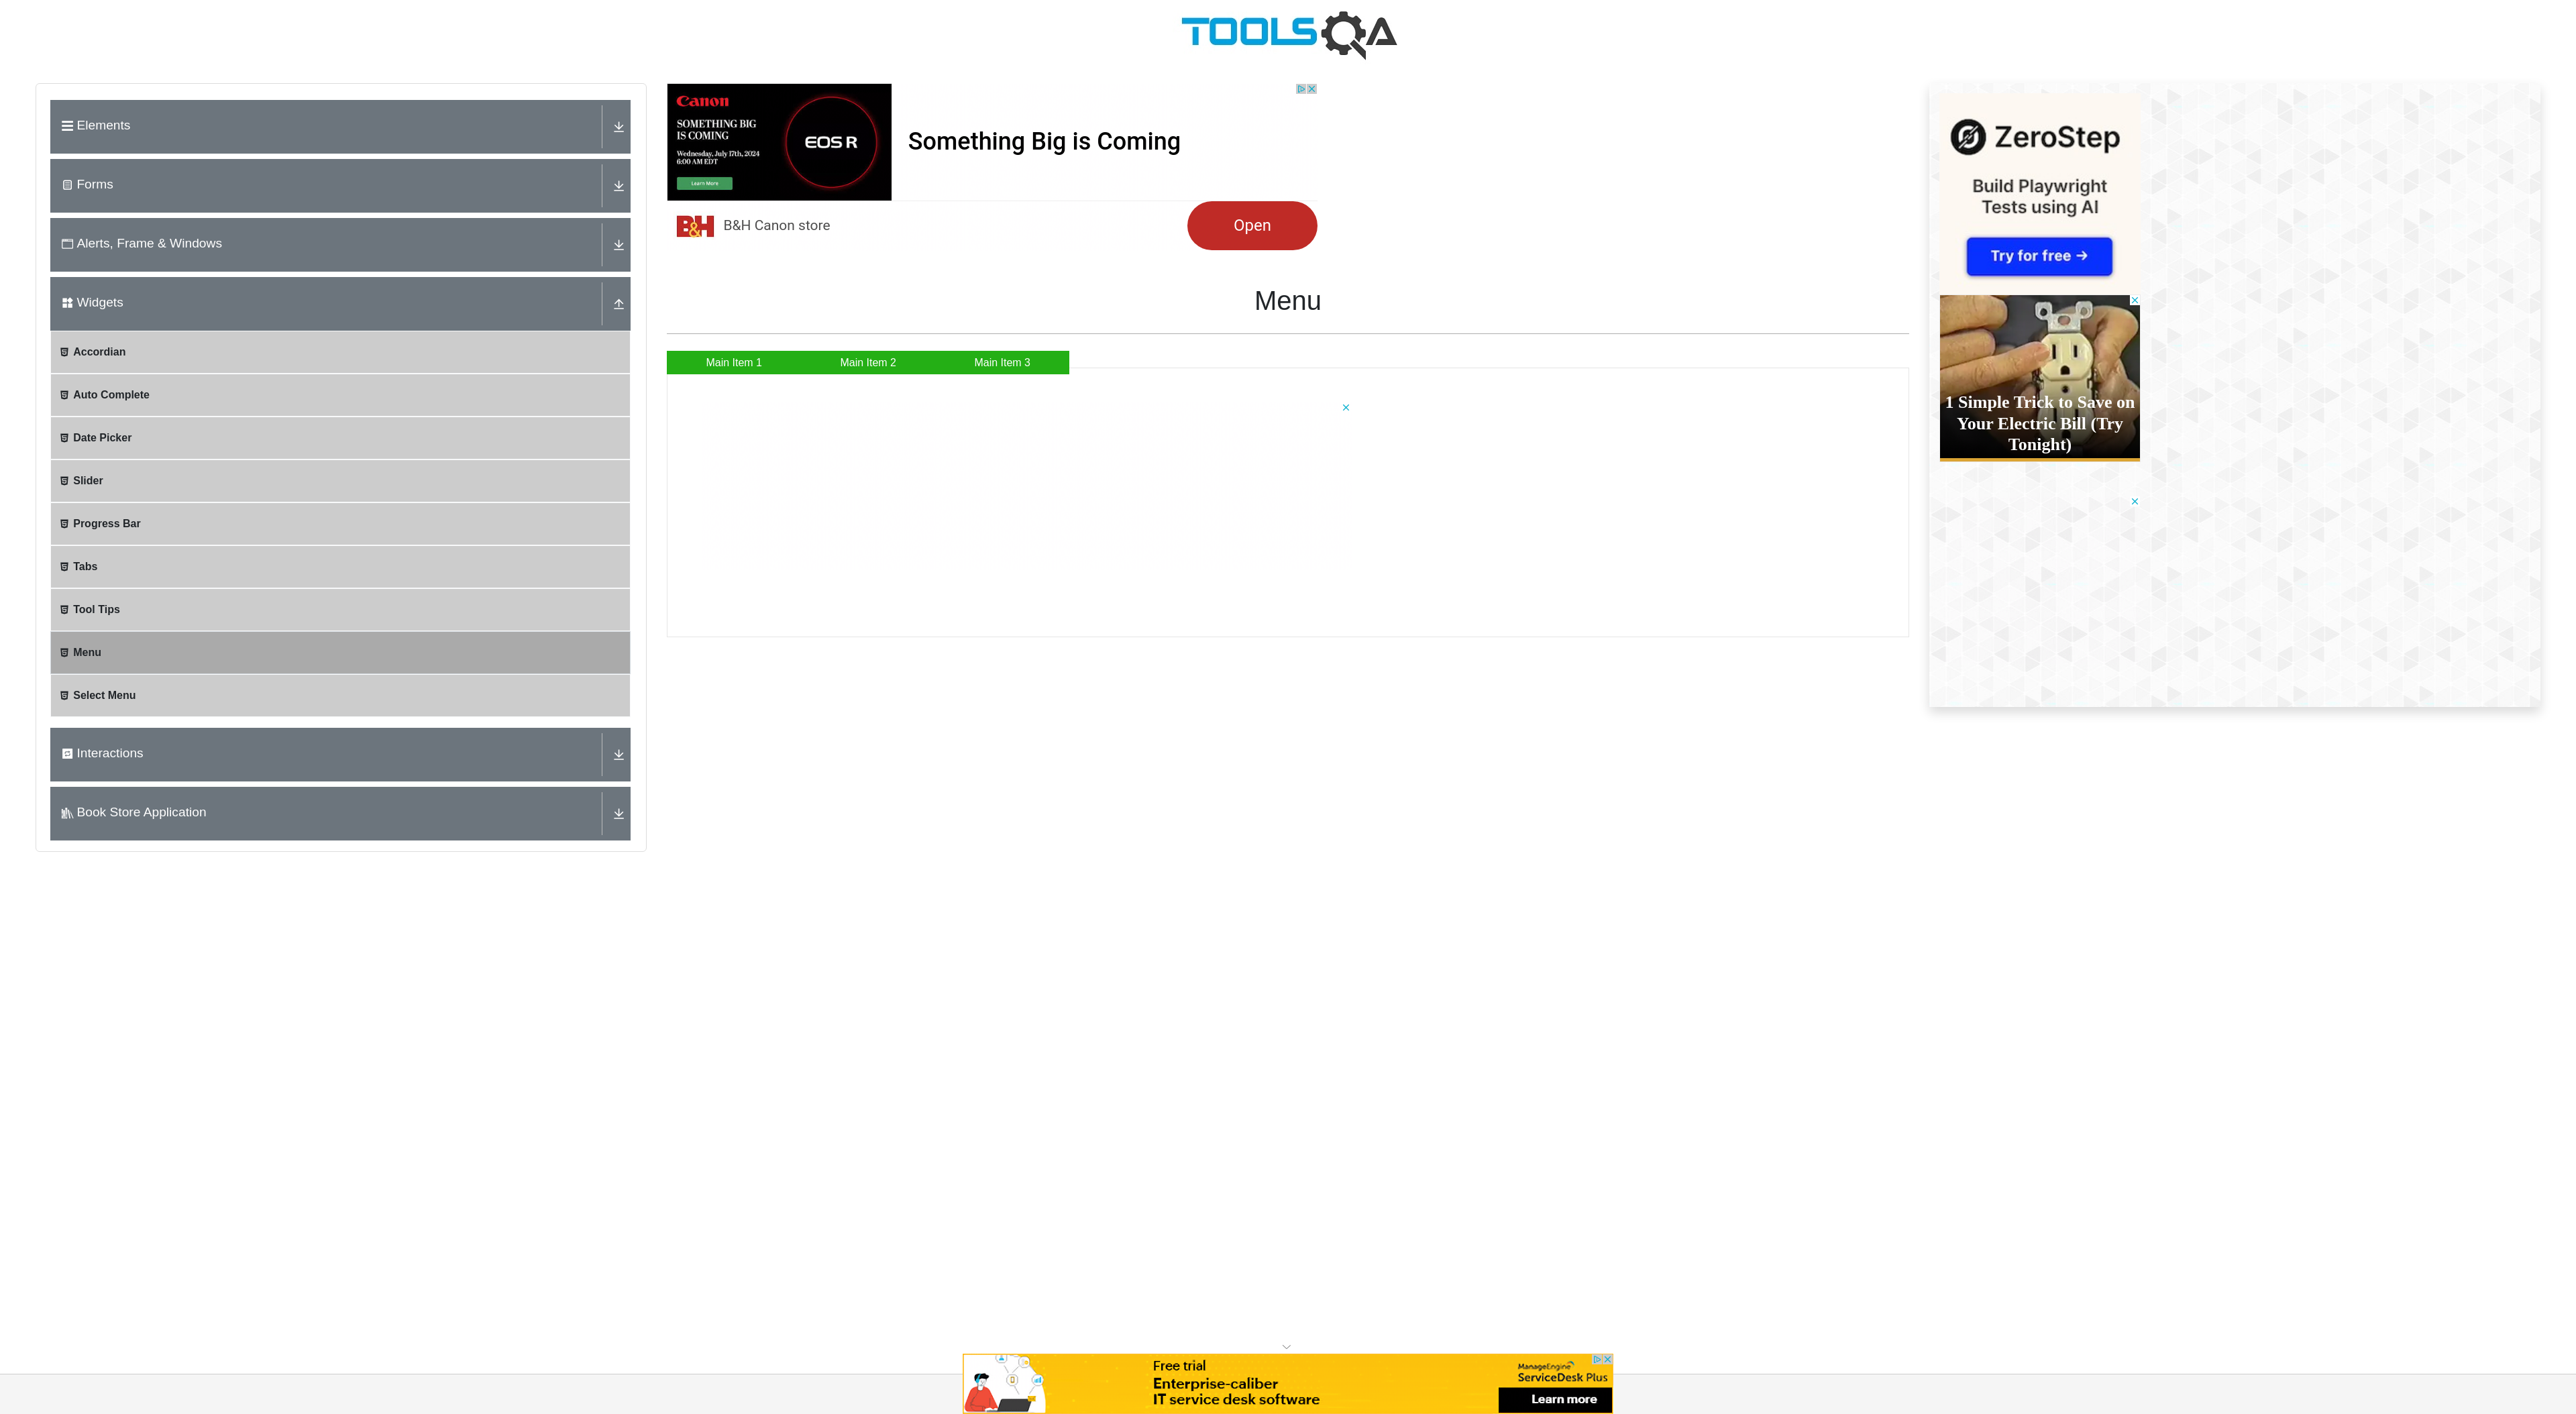 TOOLSQA
Elements
Forms
Alerts, Frame & Windows
Widgets
Accordian
Auto Complete
Date Picker
Slider
Progress Bar
Tabs
Tool Tips
Menu
Select Menu
Interactions
Book Store Application
Canon
SOMETHING BIG
IS COMING
Wednesday, July 17th, 2024
6:00 AM EDT
Learn More
EOS R
Something Big is Coming
B&H
B&H Canon store
Open
Menu
Main Item 1
Main Item 2
Main Item 3
ZeroStep
Build Playwright
Tests using AI
Try for free →
1 Simple Trick to Save on
Your Electric Bill (Try
Tonight)
Free trial
Enterprise-caliber
IT service desk software
ManageEngine
ServiceDesk Plus
Learn more